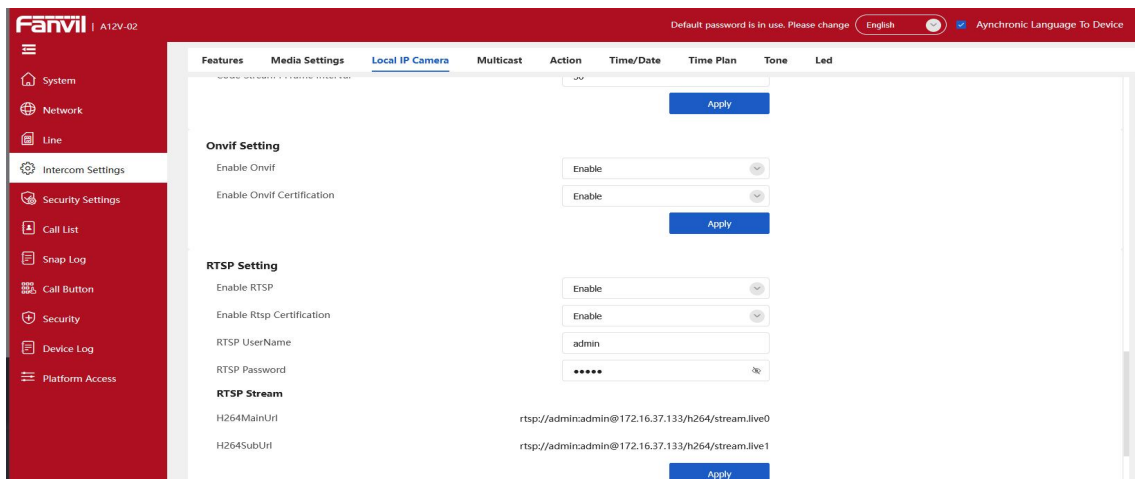 Fanvil | A12V-02
Default password is in use. Please change
English
Aynchronic Language To Device
Features Media Settings Local IP Camera Multicast Action Time/Date Time Plan Tone Led
System
Network
Line
Intercom Settings
Security Settings
Call List
Snap Log
Call Button
Security
Device Log
Platform Access
Apply
Onvif Setting
Enable Onvif Enable
Enable Onvif Certification Enable
Apply
RTSP Setting
Enable RTSP Enable
Enable Rtsp Certification Enable
RTSP UserName admin
RTSP Password •••••
RTSP Stream
H264MainUrl rtsp://admin:admin@172.16.37.133/h264/stream.live0
H264SubUrl rtsp://admin:admin@172.16.37.133/h264/stream.live1
Apply